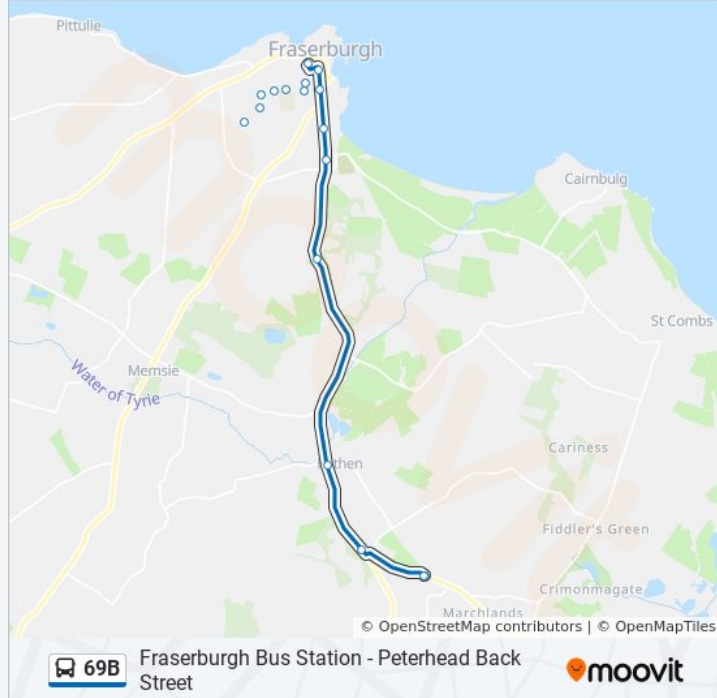 Pittulie
Fraserburgh
Cairnbulg
St Combs
Memsie
Water of Tyrie
Cariness
Fiddler's Green
Crimonmagate
Marchlands
© OpenStreetMap contributors | © OpenMapTiles
69B
Fraserburgh Bus Station - Peterhead Back
Street
moovit